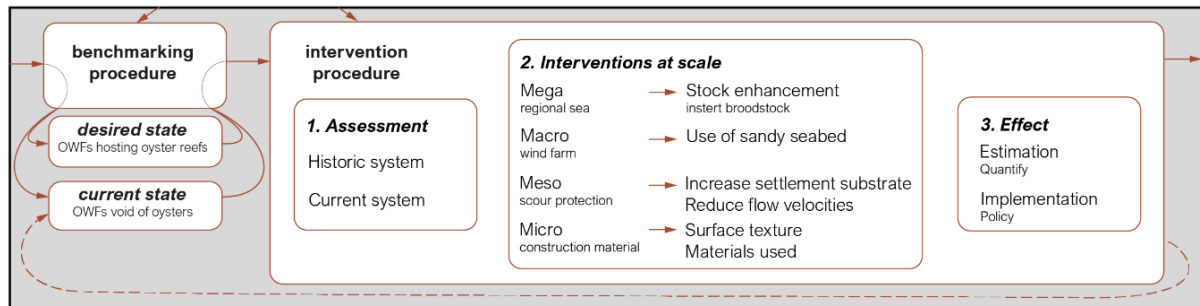 benchmarking
procedure
desired state
OWFs hosting oyster reefs
current state
OWFs void of oysters
intervention
procedure
1. Assessment
Historic system
Current system
2. Interventions at scale
Mega
regional sea
Stock enhancement
instert broodstock
Macro
wind farm
Use of sandy seabed
Meso
scour protection
Increase settlement substrate
Reduce flow velocities
Micro
construction material
Surface texture
Materials used
3. Effect
Estimation
Quantify
Implementation
Policy